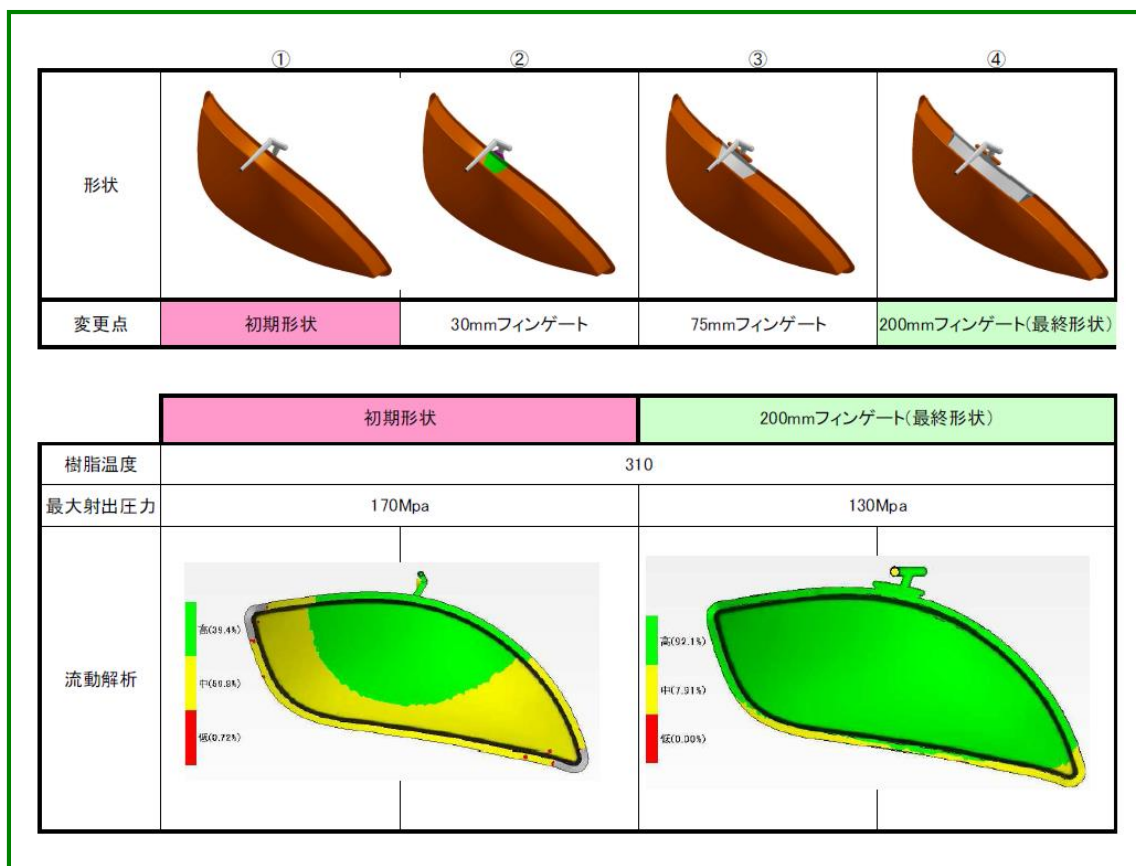 ① ② ③ ④
形状
変更点 初期形状 30mmフィンゲート 75mmフィンゲート 200mmフィンゲート(最終形状)
初期形状 200mmフィンゲート(最終形状)
樹脂温度 310
最大射出圧力 170Mpa 130Mpa
流動解析
高(39.4%)
中(59.8%)
低(0.72%)
高(92.1%)
中(7.91%)
低(0.00%)